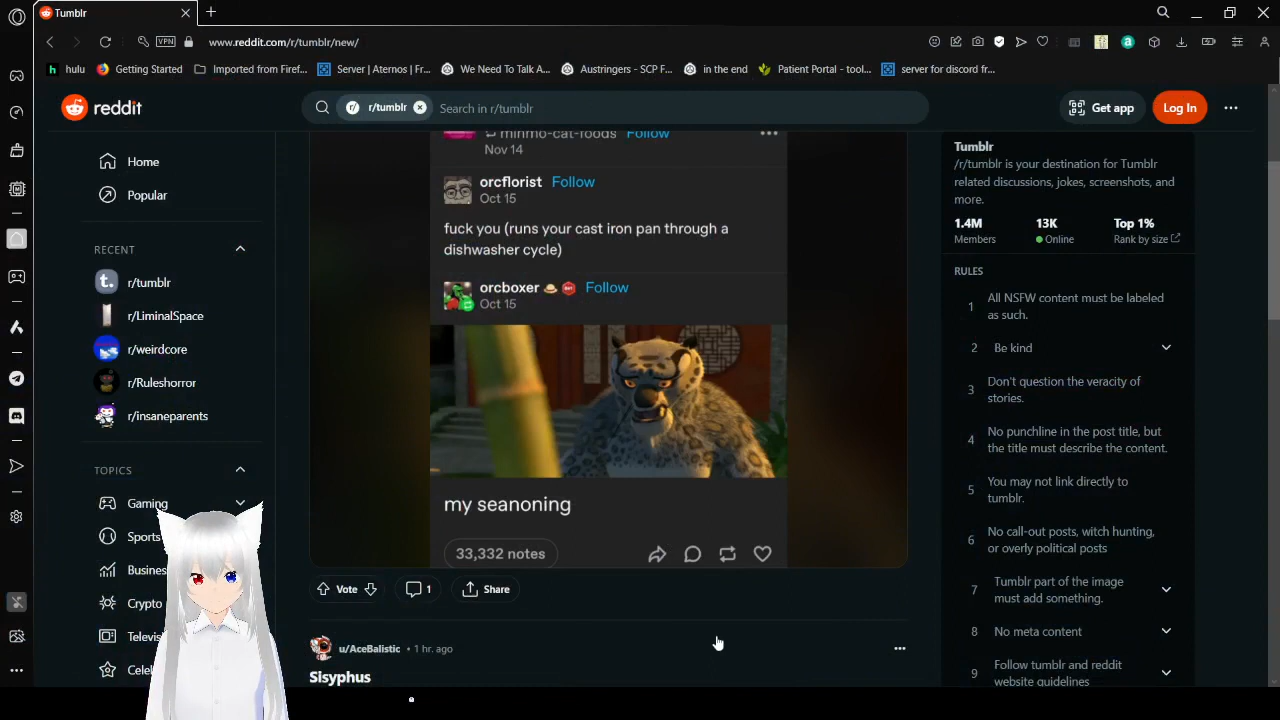 Tumblr
VPN
www.reddit.com/r/tumblr/new/
h hulu
Getting Started
Imported from Firef...
Server | Aternos | Fr...
We Need To Talk A...
Austringers - SCP F...
in the end
Patient Portal - tool...
server for discord fr...
reddit
r/ r/tumblr
Search in r/tumblr
Get app
Log In
Home
Popular
RECENT
r/tumblr
r/LiminalSpace
r/weirdcore
r/Ruleshorror
r/insaneparents
TOPICS
Gaming
Sports
Busines
Crypto
Televis
Celeb
minmo-cat-foods Follow
Nov 14
orcflorist Follow
Oct 15
fuck you (runs your cast iron pan through a
dishwasher cycle)
orcboxer Follow
Oct 15
my seanoning
33,332 notes
Vote
1
Share
u/AceBalistic • 1 hr. ago
Sisyphus
Tumblr
/r/tumblr is your destination for Tumblr
related discussions, jokes, screenshots, and
more.
1.4M
Members
13K
Online
Top 1%
Rank by size
RULES
1 All NSFW content must be labeled
as such.
2 Be kind
3 Don't question the veracity of
stories.
4 No punchline in the post title, but
the title must describe the content.
5 You may not link directly to
tumblr.
6 No call-out posts, witch hunting,
or overly political posts
7 Tumblr part of the image
must add something.
8 No meta content
9 Follow tumblr and reddit
website guidelines